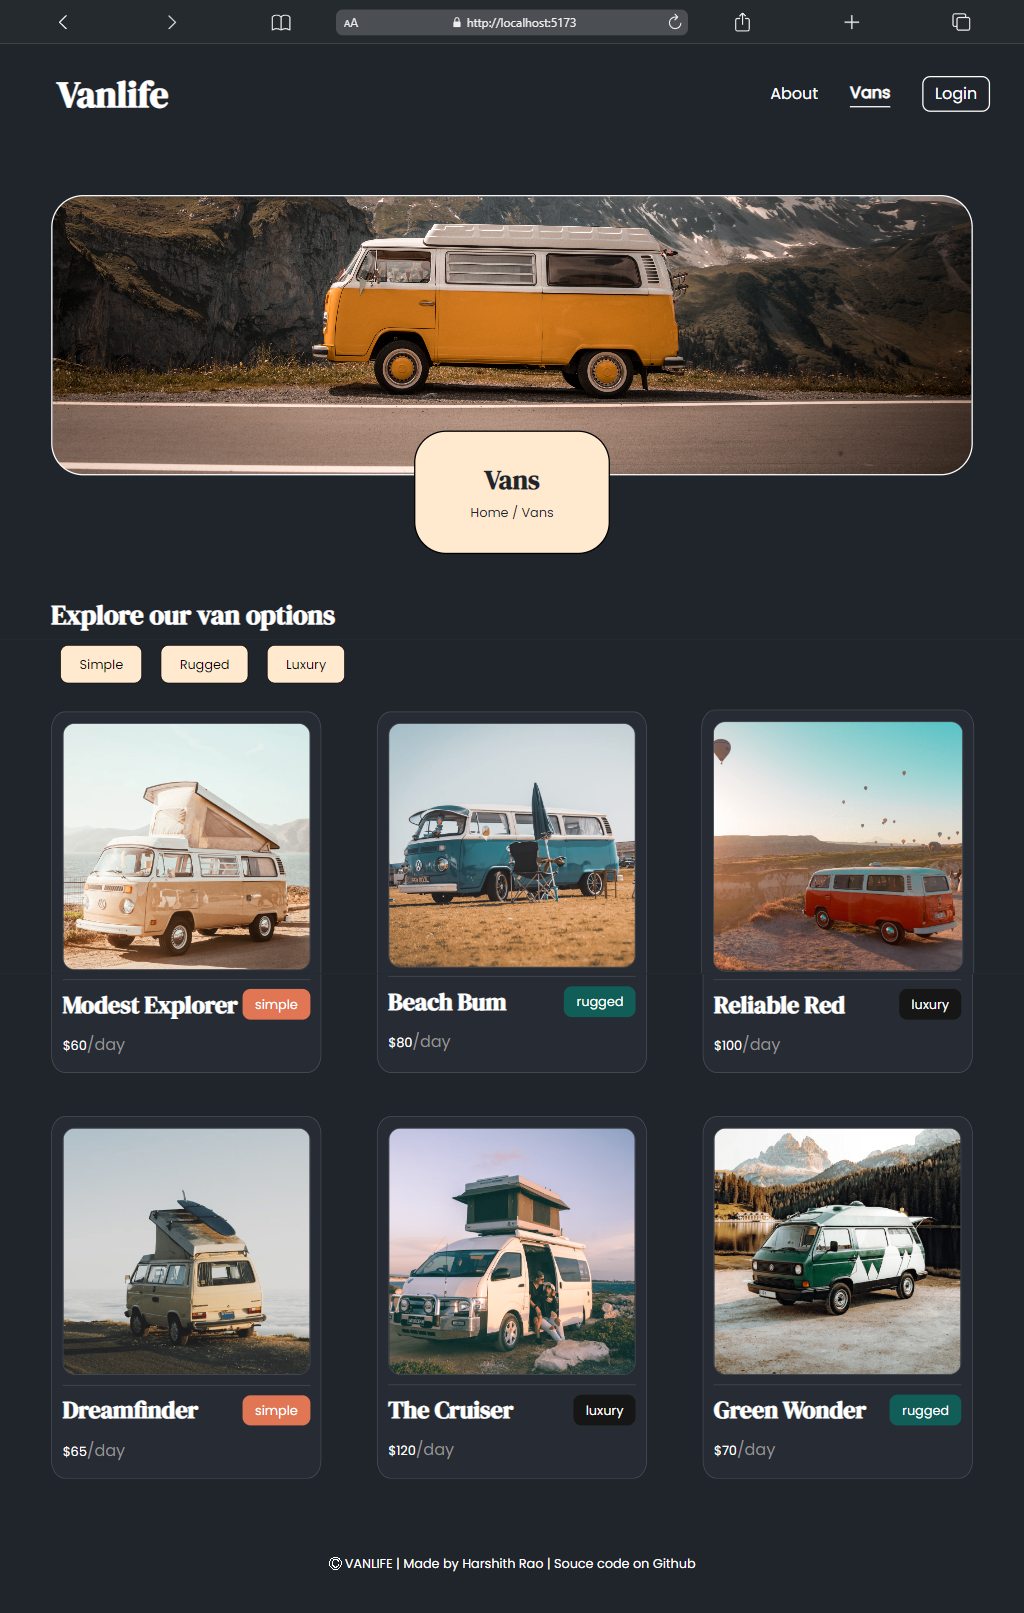 AA http://localhost:5173
Vanlife
About Vans Login
Vans
Home / Vans
Explore our van options
Simple Rugged Luxury
Modest Explorer simple
$60/day
Beach Bum rugged
$80/day
Reliable Red luxury
$100/day
Dreamfinder simple
$65/day
The Cruiser luxury
$120/day
Green Wonder rugged
$70/day
© VANLIFE | Made by Harshith Rao | Souce code on Github